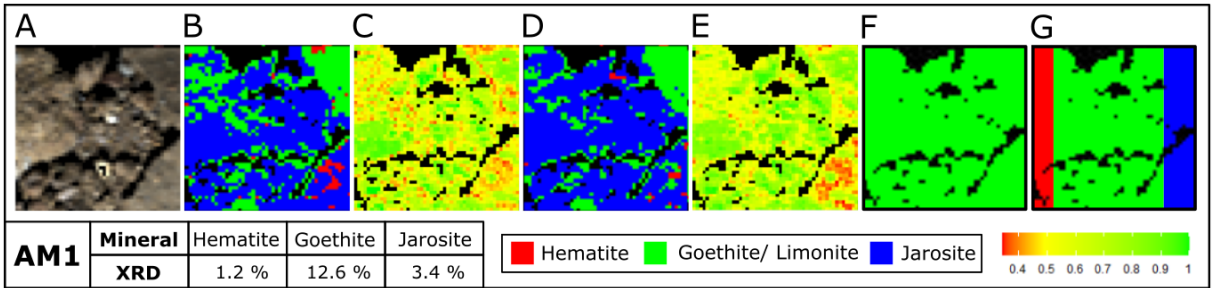 A B C D E F G
1
AM1
Mineral Hematite Goethite Jarosite
XRD 1.2 % 12.6 % 3.4 %
Hematite Goethite/ Limonite Jarosite
0.4 0.5 0.6 0.7 0.8 0.9 1